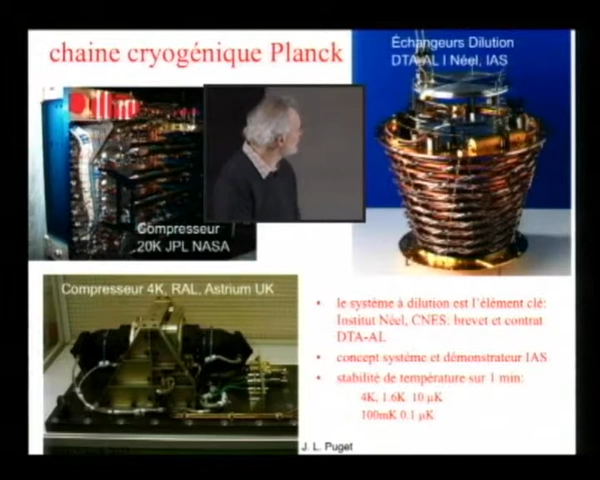 chaine cryogénique Planck
Échangeurs Dilution
DTA-AL I Néel, IAS
Compresseur
20K JPL NASA
Compresseur 4K, RAL, Astrium UK
• le système à dilution est l'élément clé:
Institut Néel, CNES: brevet et contrat
DTA-AL
• concept système et démonstrateur IAS
• stabilité de température sur 1 min:
4K, 1.6K 10 µK
100mK 0.1 µK
J. L. Puget